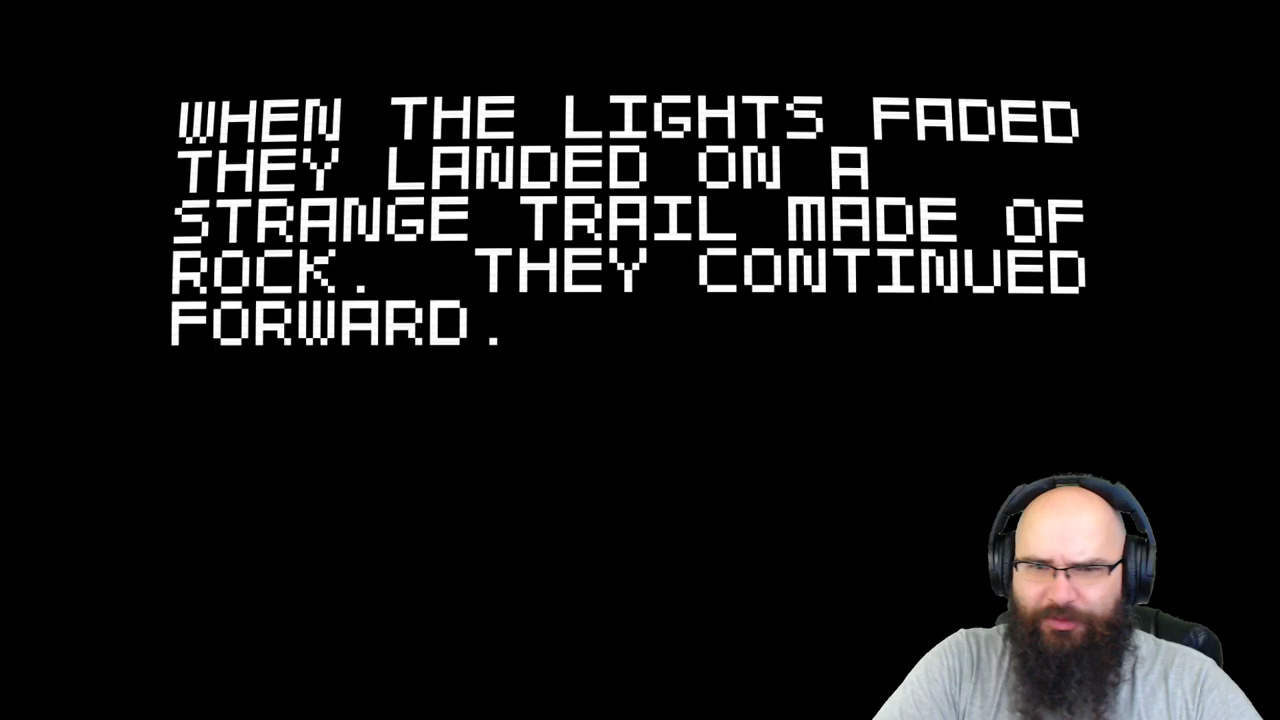 WHEN THE LIGHTS FADED
THEY LANDED ON A
STRANGE TRAIL MADE OF
ROCK. THEY CONTINUED
FORWARD.